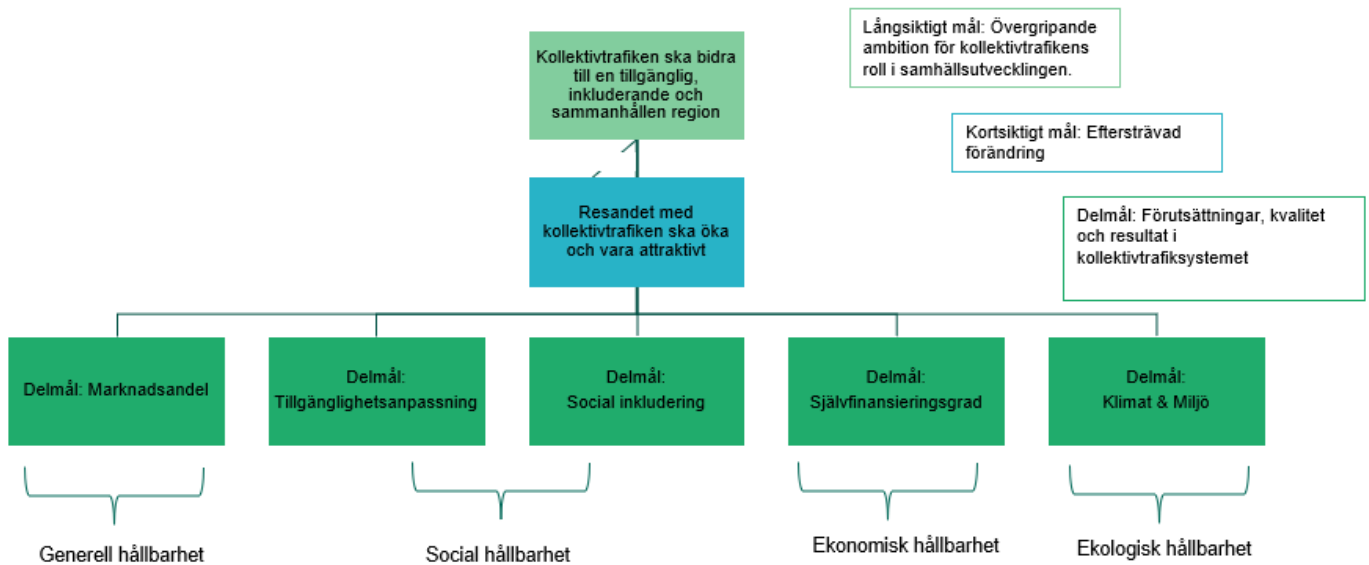 Långsiktigt mål: Övergripande
ambition för kollektivtrafikens
roll i samhällsutvecklingen.
Kollektivtrafiken ska bidra
till en tillgänglig,
inkluderande och
sammanhållen region
Kortsiktigt mål: Eftersträvad
förändring
Resandet med
kollektivtrafiken ska öka
och vara attraktivt
Delmål: Förutsättningar, kvalitet
och resultat i
kollektivtrafiksystemet
Delmål: Marknadsandel
Delmål:
Tillgänglighetsanpassning
Delmål:
Social inkludering
Delmål:
Självfinansieringsgrad
Delmål:
Klimat & Miljö
Generell hållbarhet
Social hållbarhet
Ekonomisk hållbarhet
Ekologisk hållbarhet